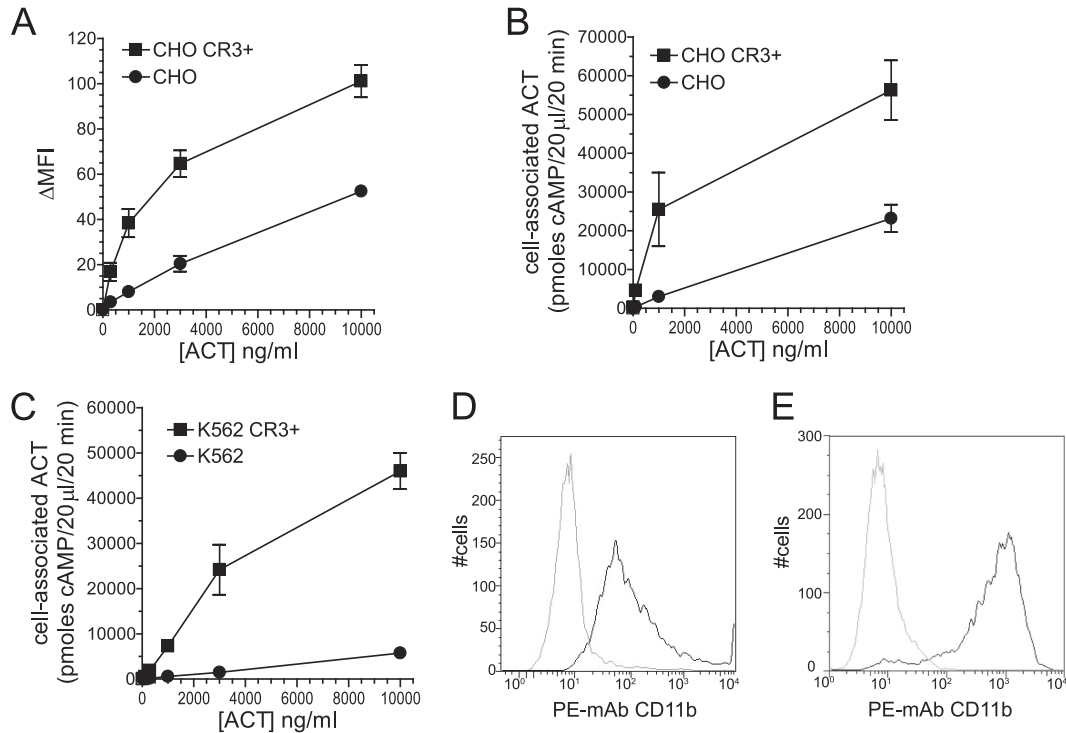 A
120
100
80
60
40
20
0
ΔMFI
CHO CR3+
CHO
0 2000 4000 6000 8000 10000
[ACT] ng/ml
B
70000
60000
50000
40000
30000
20000
10000
0
cell-associated ACT
(pmoles cAMP/20 µl/20 min)
CHO CR3+
CHO
0 2000 4000 6000 8000 10000
[ACT] ng/ml
C
60000
50000
40000
30000
20000
10000
0
cell-associated ACT
(pmoles cAMP/20 µl/20 min)
K562 CR3+
K562
0 2000 4000 6000 8000 10000
[ACT] ng/ml
D
250
200
150
100
50
0
#cells
10⁰ 10¹ 10² 10³ 10⁴
PE-mAb CD11b
E
300
200
100
0
#cells
10⁰ 10¹ 10² 10³ 10⁴
PE-mAb CD11b